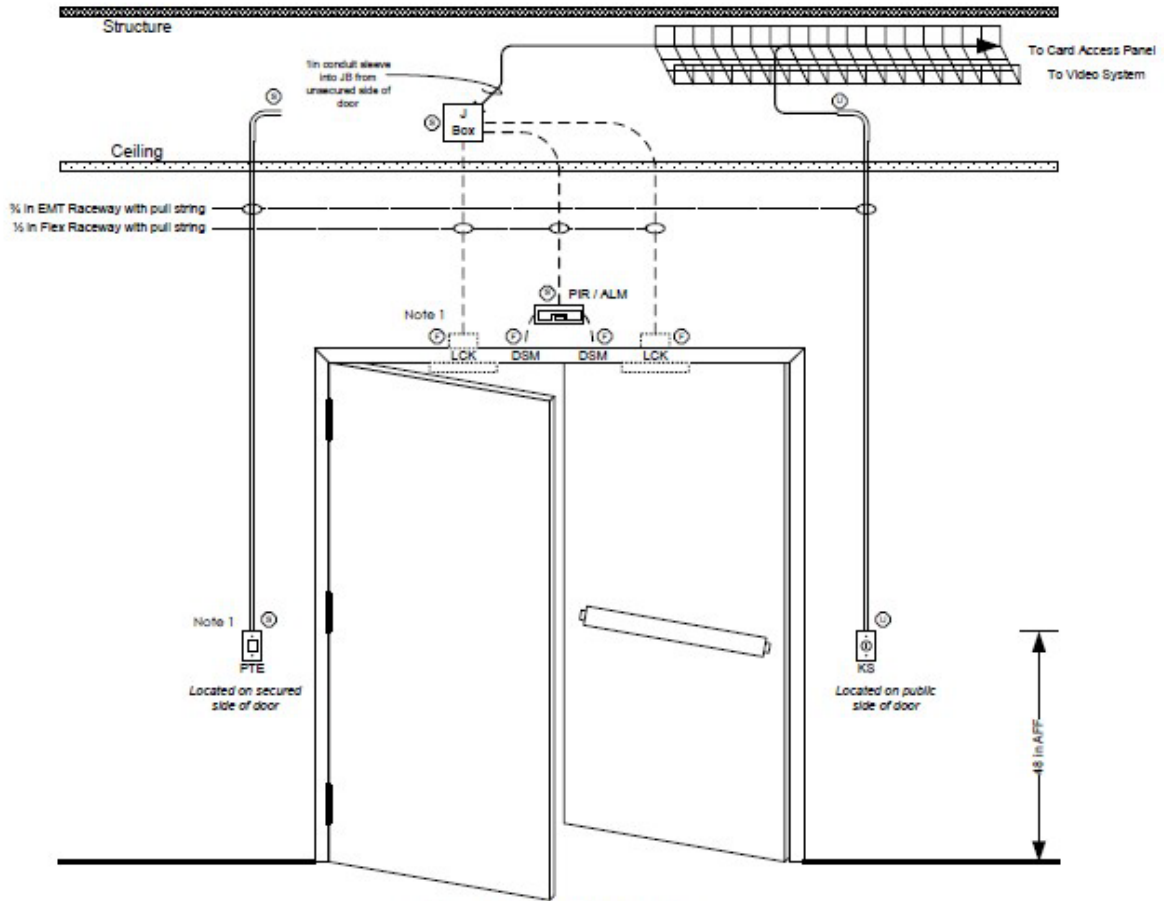 Structure
1in conduit sleeve
into JB from
unsecured side of
door
To Card Access Panel
To Video System
S
J
Box
S
U
Ceiling
¾ in EMT Raceway with pull string
½ in Flex Raceway with pull string
S
PIR / ALM
Note 1
F
F
F
F
LCK
DSM
DSM
LCK
Note 1
S
U
PTE
KS
Located on secured
side of door
Located on public
side of door
48 in AFF